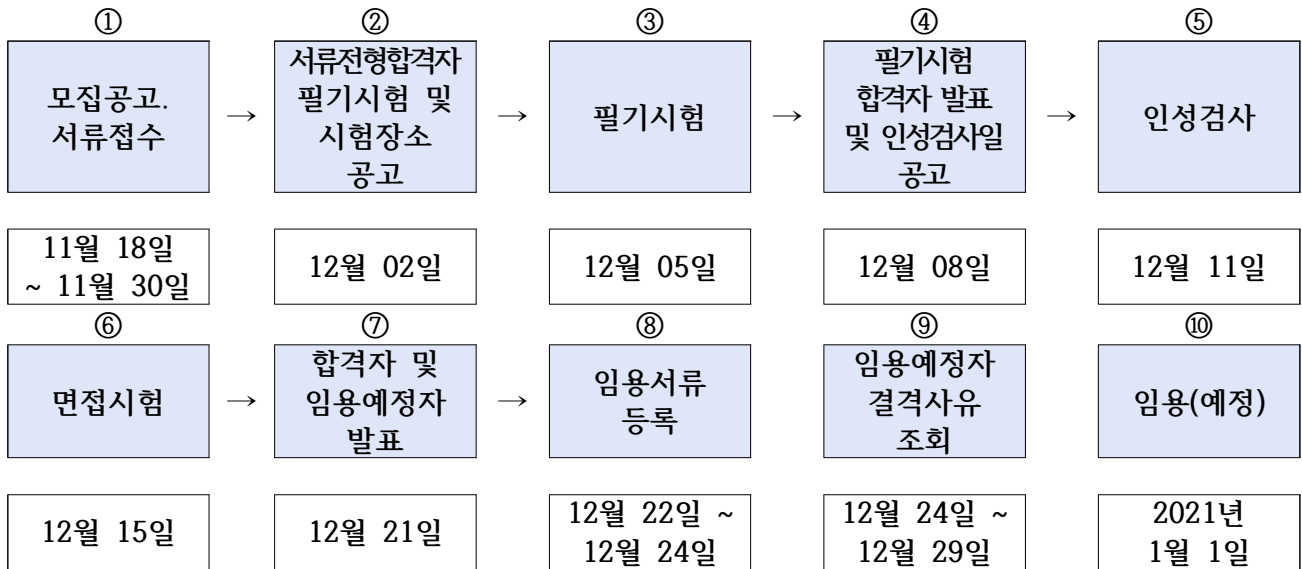 ①
모집공고.
서류접수
→
②
서류전형합격자
필기시험 및
시험장소
공고
→
③
필기시험
→
④
필기시험
합격자 발표
및 인성검사일
공고
→
⑤
인성검사
11월 18일
~ 11월 30일
12월 02일
12월 05일
12월 08일
12월 11일
⑥
면접시험
→
⑦
합격자 및
임용예정자
발표
→
⑧
임용서류
등록
⑨
임용예정자
결격사유
조회
⑩
임용(예정)
12월 15일
12월 21일
12월 22일 ~
12월 24일
12월 24일 ~
12월 29일
2021년
1월 1일